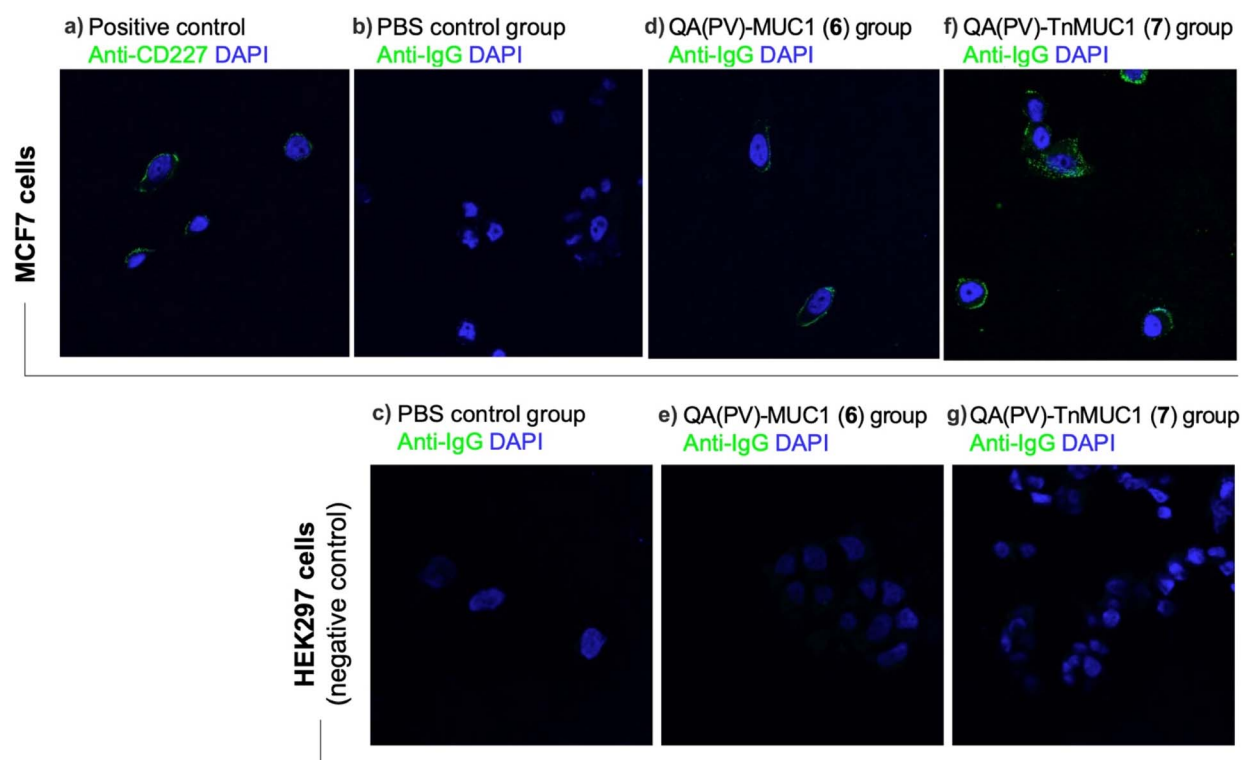 a) Positive control
Anti-CD227 DAPI
b) PBS control group
Anti-IgG DAPI
d) QA(PV)-MUC1 (6) group
Anti-IgG DAPI
f) QA(PV)-TnMUC1 (7) group
Anti-IgG DAPI
MCF7 cells
c) PBS control group
Anti-IgG DAPI
e) QA(PV)-MUC1 (6) group
Anti-IgG DAPI
g) QA(PV)-TnMUC1 (7) group
Anti-IgG DAPI
HEK297 cells
(negative control)